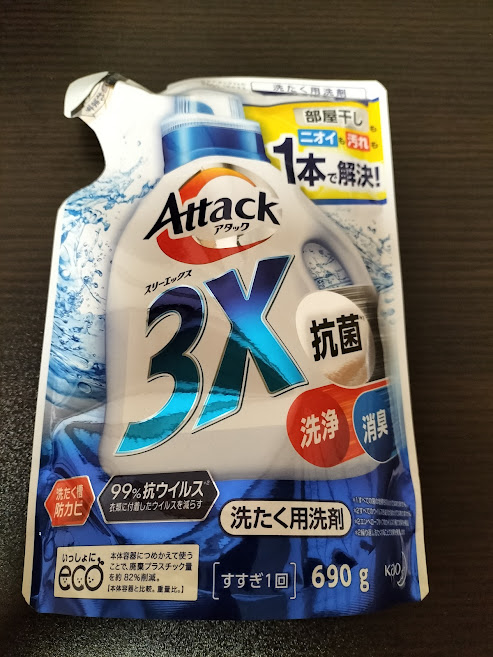 洗たく用洗剤
部屋干しも
ニオイも汚れも
1本で解決!
Attack
アタック
スリーエックス
3X
抗菌
洗浄
消臭
洗たく槽
防カビ
99%抗ウイルス
衣類に付着したウイルスを減らす
洗たく用洗剤
いっしょに
eco
本体容器につめかえて使う
ことで、廃棄プラスチック量
を約82%削減。
【本体容器と比較。重量比。】
すすぎ1回
690g
Kao